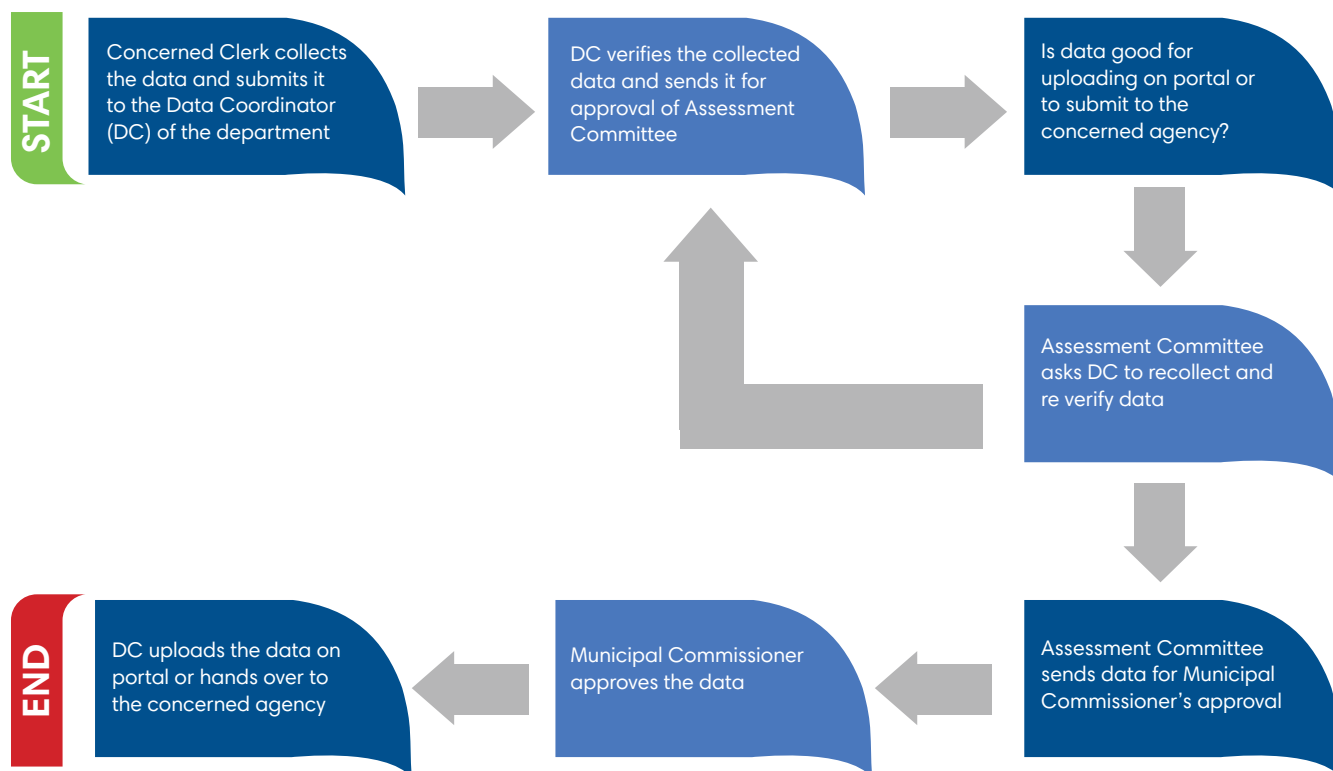 START
Concerned Clerk collects
the data and submits it
to the Data Coordinator
(DC) of the department
DC verifies the collected
data and sends it for
approval of Assessment
Committee
Is data good for
uploading on portal or
to submit to the
concerned agency?
Assessment Committee
asks DC to recollect and
re verify data
Assessment Committee
sends data for Municipal
Commissioner’s approval
Municipal Commissioner
approves the data
DC uploads the data on
portal or hands over to
the concerned agency
END